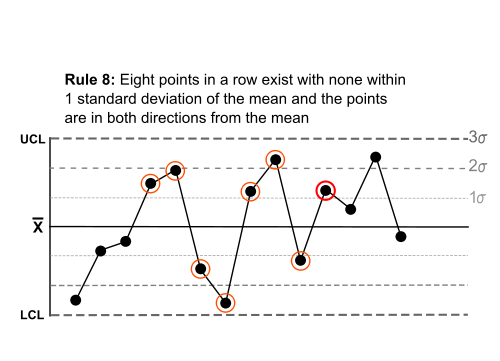 Rule 8: Eight points in a row exist with none within
1 standard deviation of the mean and the points
are in both directions from the mean
UCL
3σ
2σ
1σ
X̅
LCL